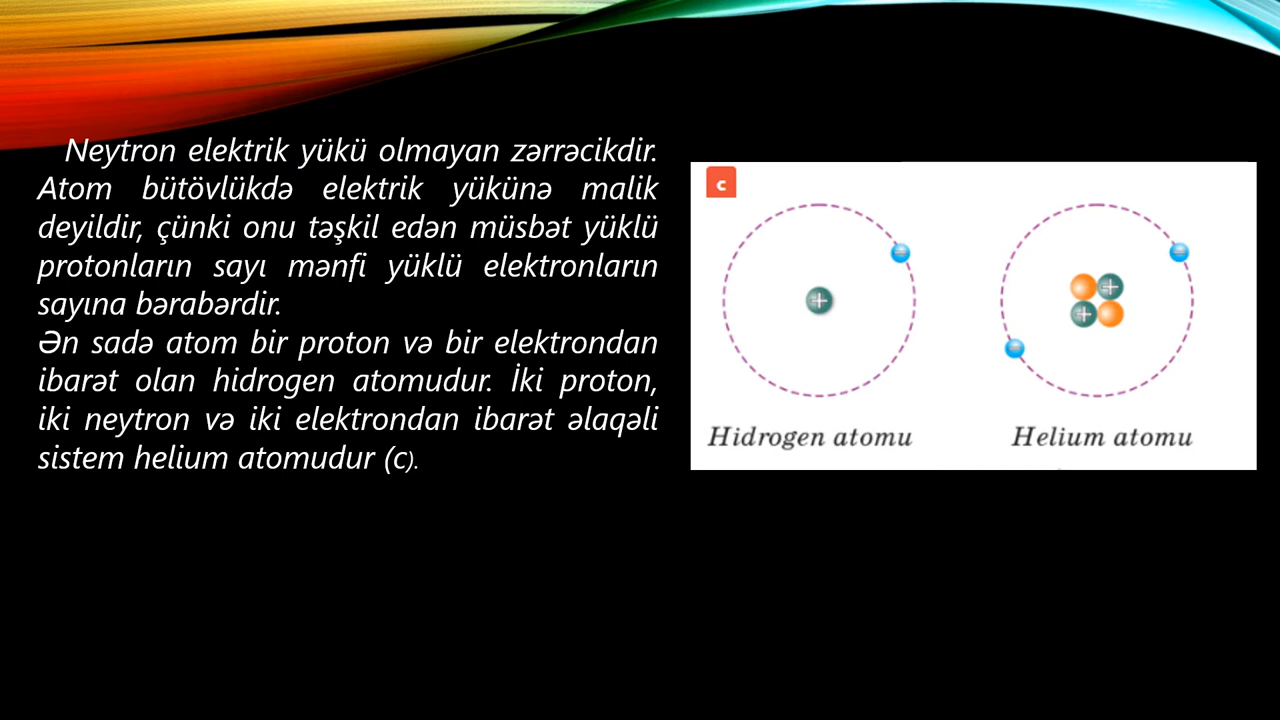 Neytron elektrik yükü olmayan zərrəcikdir.
Atom bütövlükdə elektrik yükünə malik
deyildir, çünki onu təşkil edən müsbət yüklü
protonların sayı mənfi yüklü elektronların
sayına bərabərdir.
Ən sadə atom bir proton və bir elektrondan
ibarət olan hidrogen atomudur. İki proton,
iki neytron və iki elektrondan ibarət əlaqəli
sistem helium atomudur (c).
c
Hidrogen atomu
Helium atomu